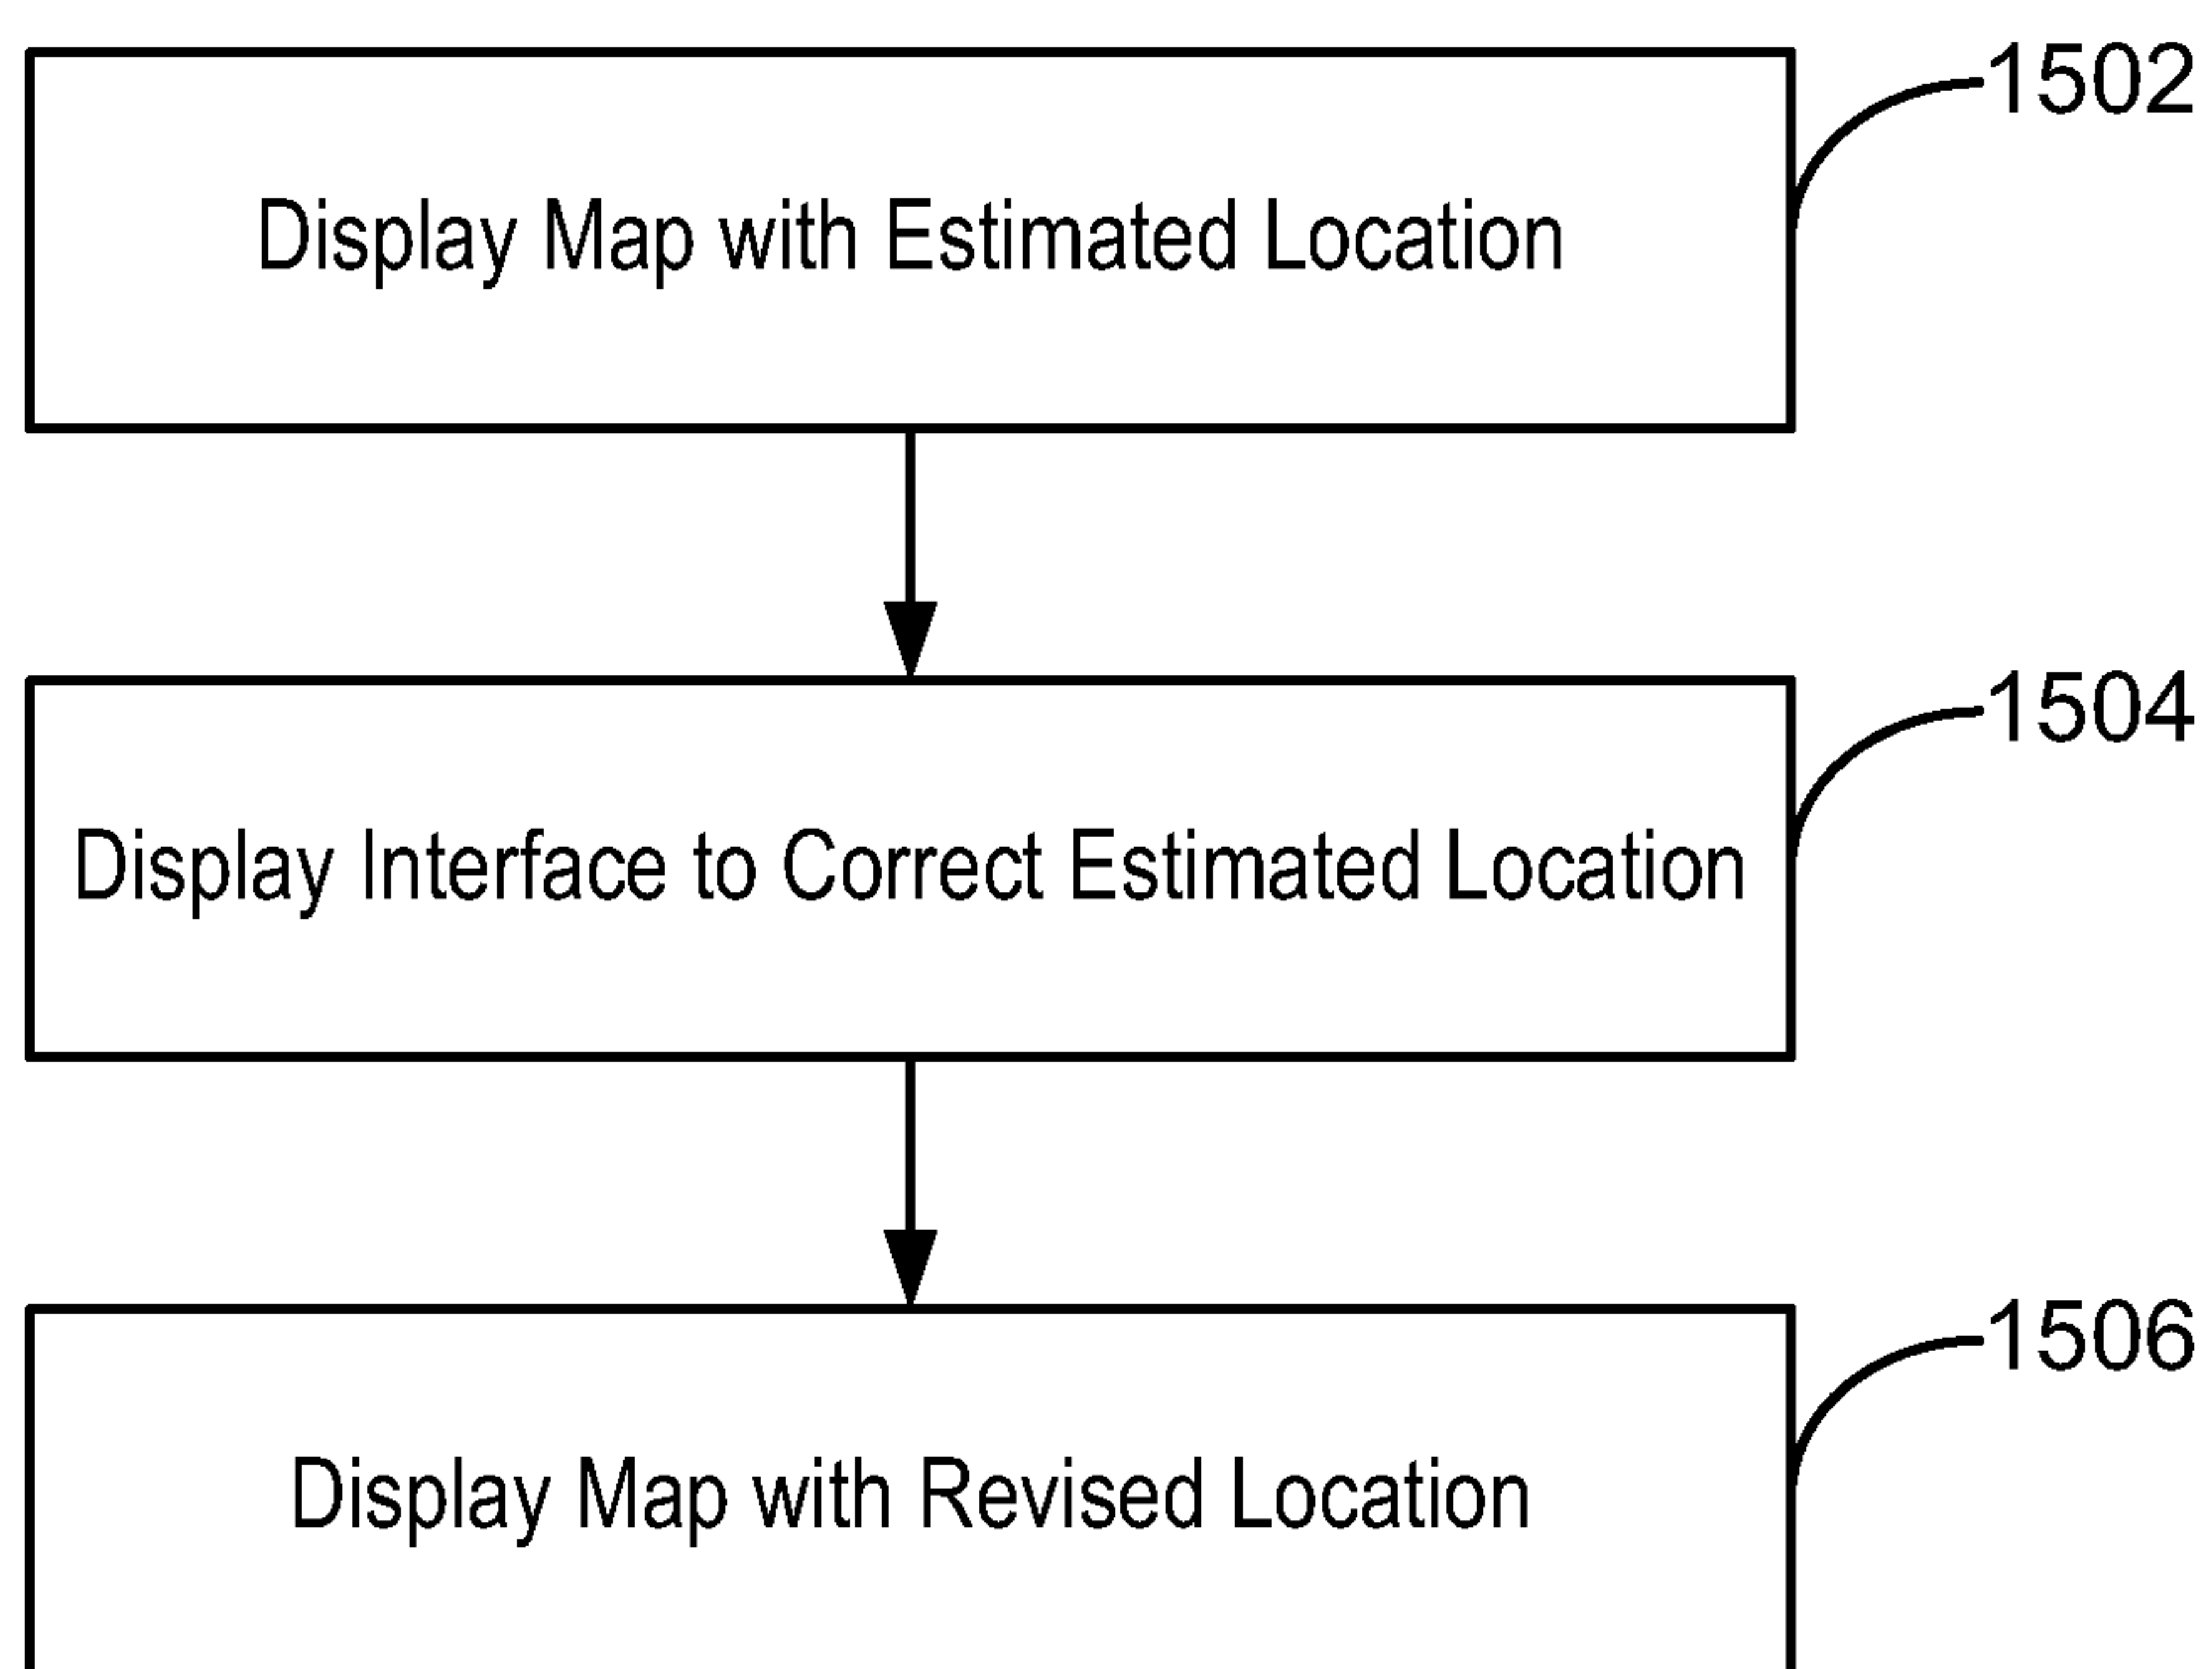 1502
Display Map with Estimated Location
1504
Display Interface to Correct Estimated Location
1506
Display Map with Revised Location